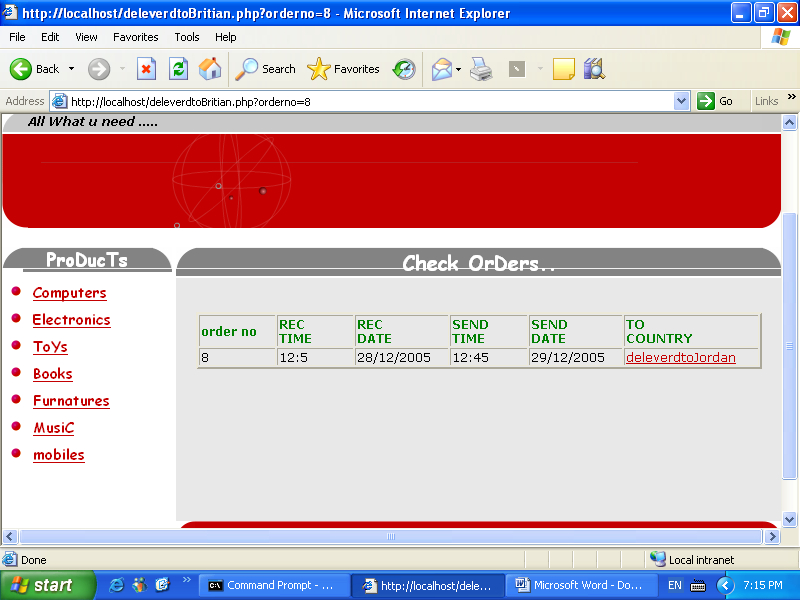 http://localhost/deleverdtoBritian.php?orderno=8 - Microsoft Internet Explorer
File Edit View Favorites Tools Help
Back Search Favorites
Address http://localhost/deleverdtoBritian.php?orderno=8 Go Links »
All What u need .....
ProDucTs
Check OrDers..
Computers
Electronics
ToYs
Books
Furnatures
MusiC
mobiles
order no REC TIME REC DATE SEND TIME SEND DATE TO COUNTRY
8 12:5 28/12/2005 12:45 29/12/2005 deleverdtoJordan
Done Local intranet
start » Command Prompt - ... http://localhost/dele... Microsoft Word - Do... EN 7:15 PM